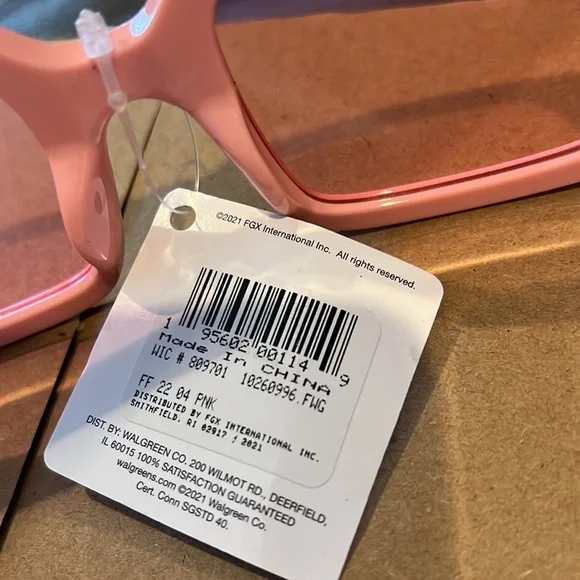 ©2021 FGX International Inc. All rights reserved.
1 95602 00114 9
Made In CHINA
WIC # 809701 10260996.FWG
FF 22 04 PNK
DISTRIBUTED BY FGX INTERNATIONAL INC.
SMITHFIELD, RI 02917 / 2021
DIST. BY: WALGREEN CO. 200 WILMOT RD., DEERFIELD,
IL 60015 100% SATISFACTION GUARANTEED
walgreens.com ©2021 Walgreen Co.
Cert. Conn SGSTD 40.